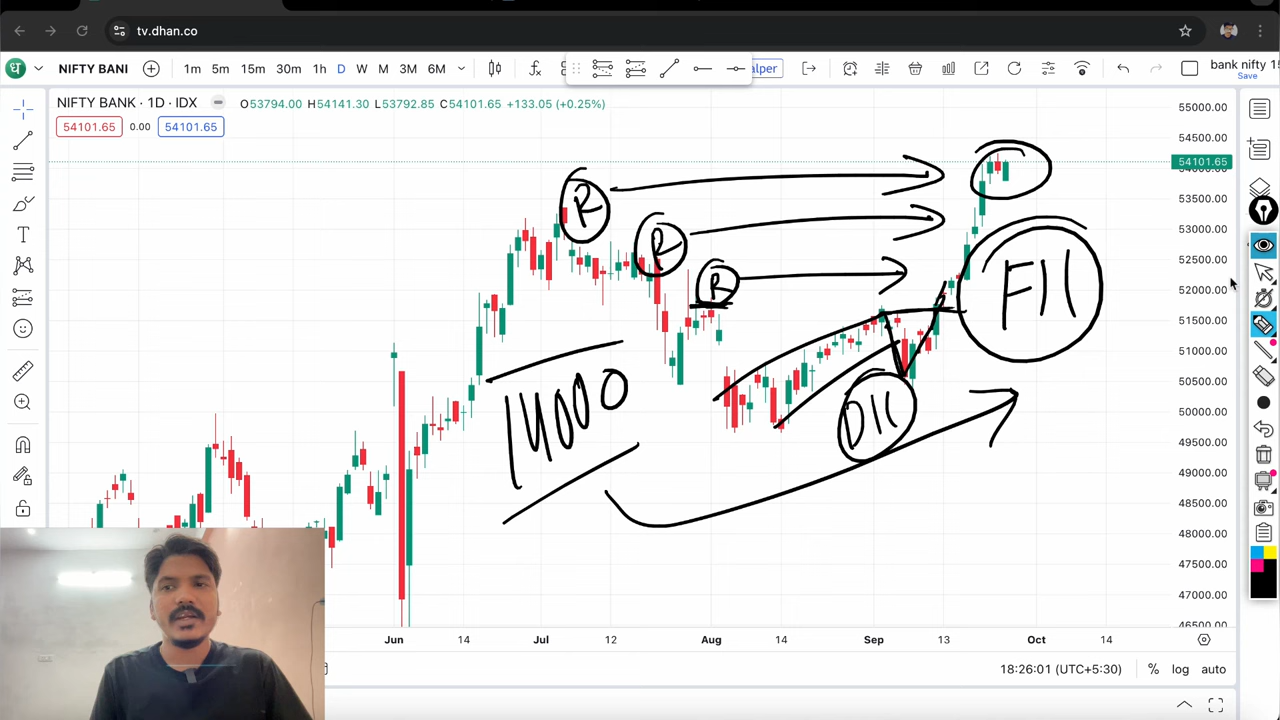 tv.dhan.co
NIFTY BANI
1m 5m 15m 30m 1h D W M 3M 6M
alper
bank nifty 15
Save
NIFTY BANK · 1D · IDX
O53794.00 H54141.30 L53792.85 C54101.65 +133.05 (+0.25%)
54101.65 0.00 54101.65
55000.00
54500.00
54101.65
53500.00
53000.00
52500.00
52000.00
51500.00
51000.00
50500.00
50000.00
49500.00
49000.00
48500.00
48000.00
47500.00
47000.00
R
R
R
FII
14000
DII
Jun 14 Jul 12 Aug 14 Sep 13 Oct 14
18:26:01 (UTC+5:30) % log auto